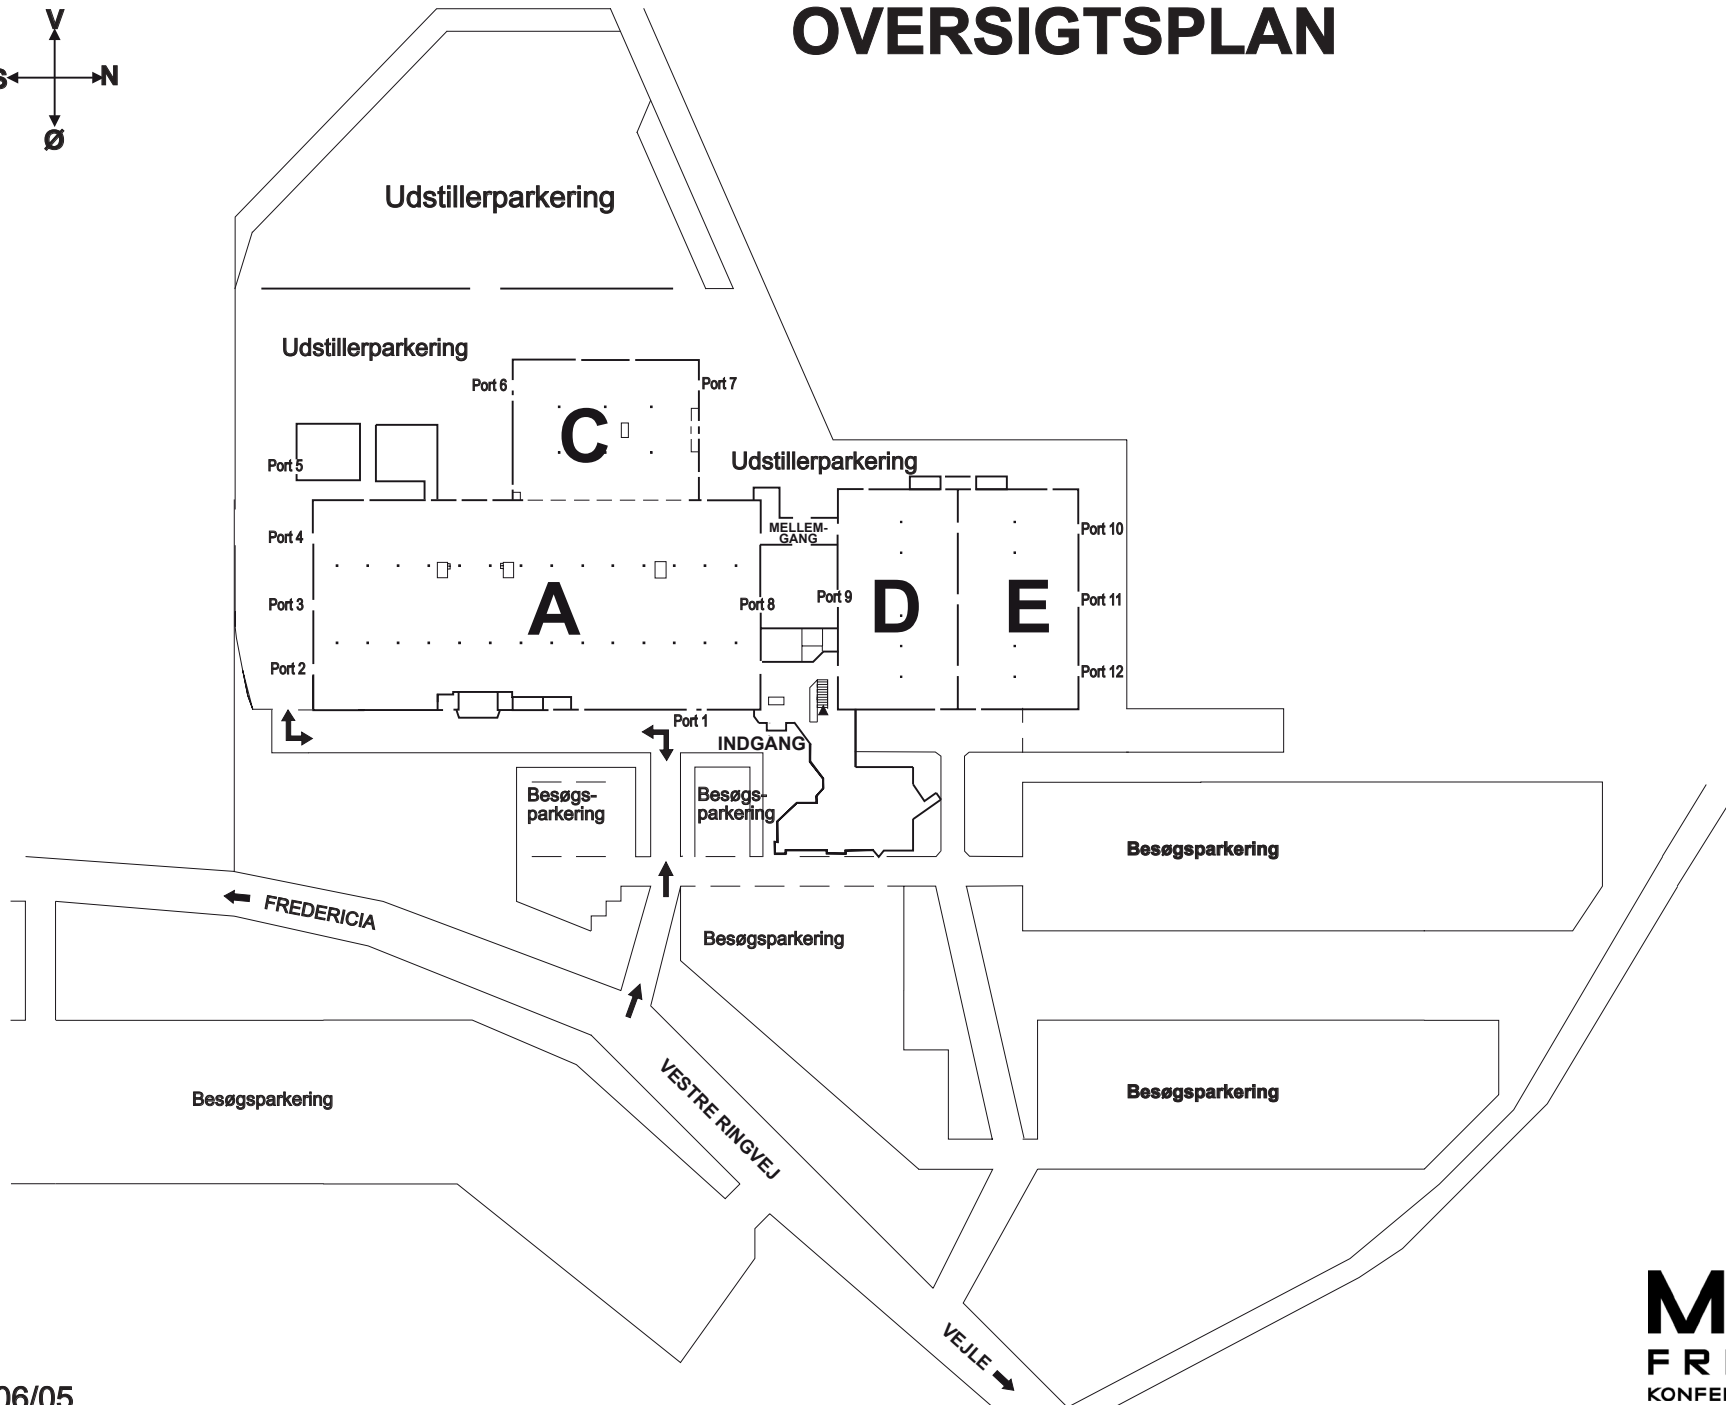 OVERSIGTSPLAN
V
S
N
Ø
Udstillerparkering
Udstillerparkering
Port 6
Port 7
C
Port 5
Udstillerparkering
Port 4
MELLEM-
GANG
Port 10
Port 3
A
Port 8
Port 9
D
E
Port 11
Port 2
Port 12
Port 1
INDGANG
Besøgs-
parkering
Besøgs-
parkering
Besøgsparkering
FREDERICIA
Besøgsparkering
VESTRE RINGVEJ
Besøgsparkering
Besøgsparkering
VEJLE
M
FR
KONFE
06/05